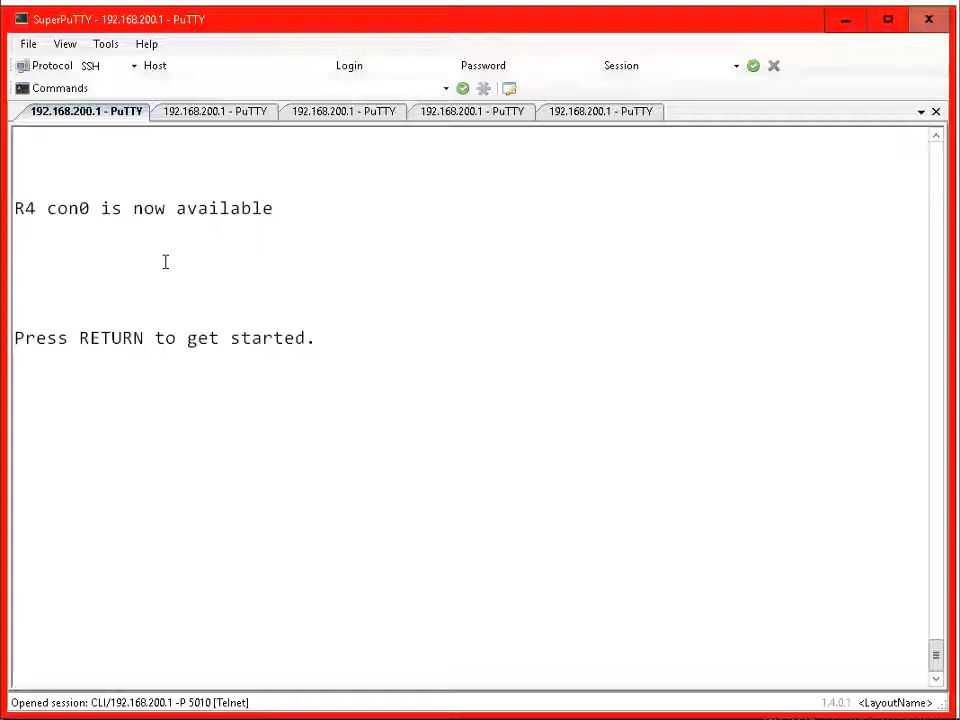 SuperPuTTY - 192.168.200.1 - PuTTY
File View Tools Help
Protocol SSH Host Login Password Session
Commands
192.168.200.1 - PuTTY 192.168.200.1 - PuTTY 192.168.200.1 - PuTTY 192.168.200.1 - PuTTY 192.168.200.1 - PuTTY
R4 con0 is now available
Press RETURN to get started.
Opened session: CLI/192.168.200.1 -P 5010 [Telnet] 1.4.0.1 <LayoutName>